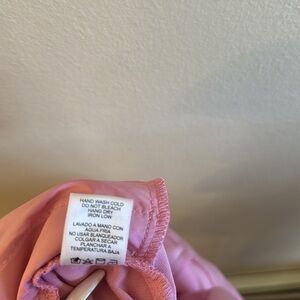 HAND WASH COLD
DO NOT BLEACH
HANG DRY
IRON LOW
LAVADO A MANO CON
AGUA FRIA
NO USAR BLANQUEADOR
COLGAR A SECAR
PLANCHAR A
TEMPERATURA BAJA